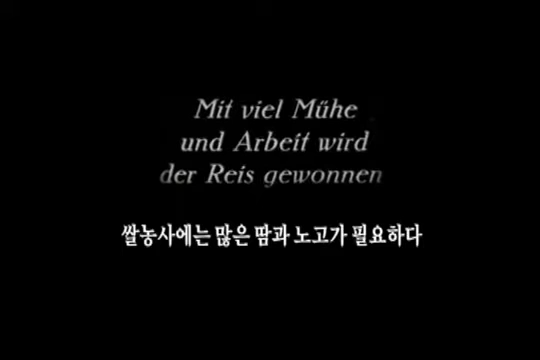 Mit viel Műhe
und Arbeit wird
der Reis gewonnen
쌀농사에는 많은 땀과 노고가 필요하다